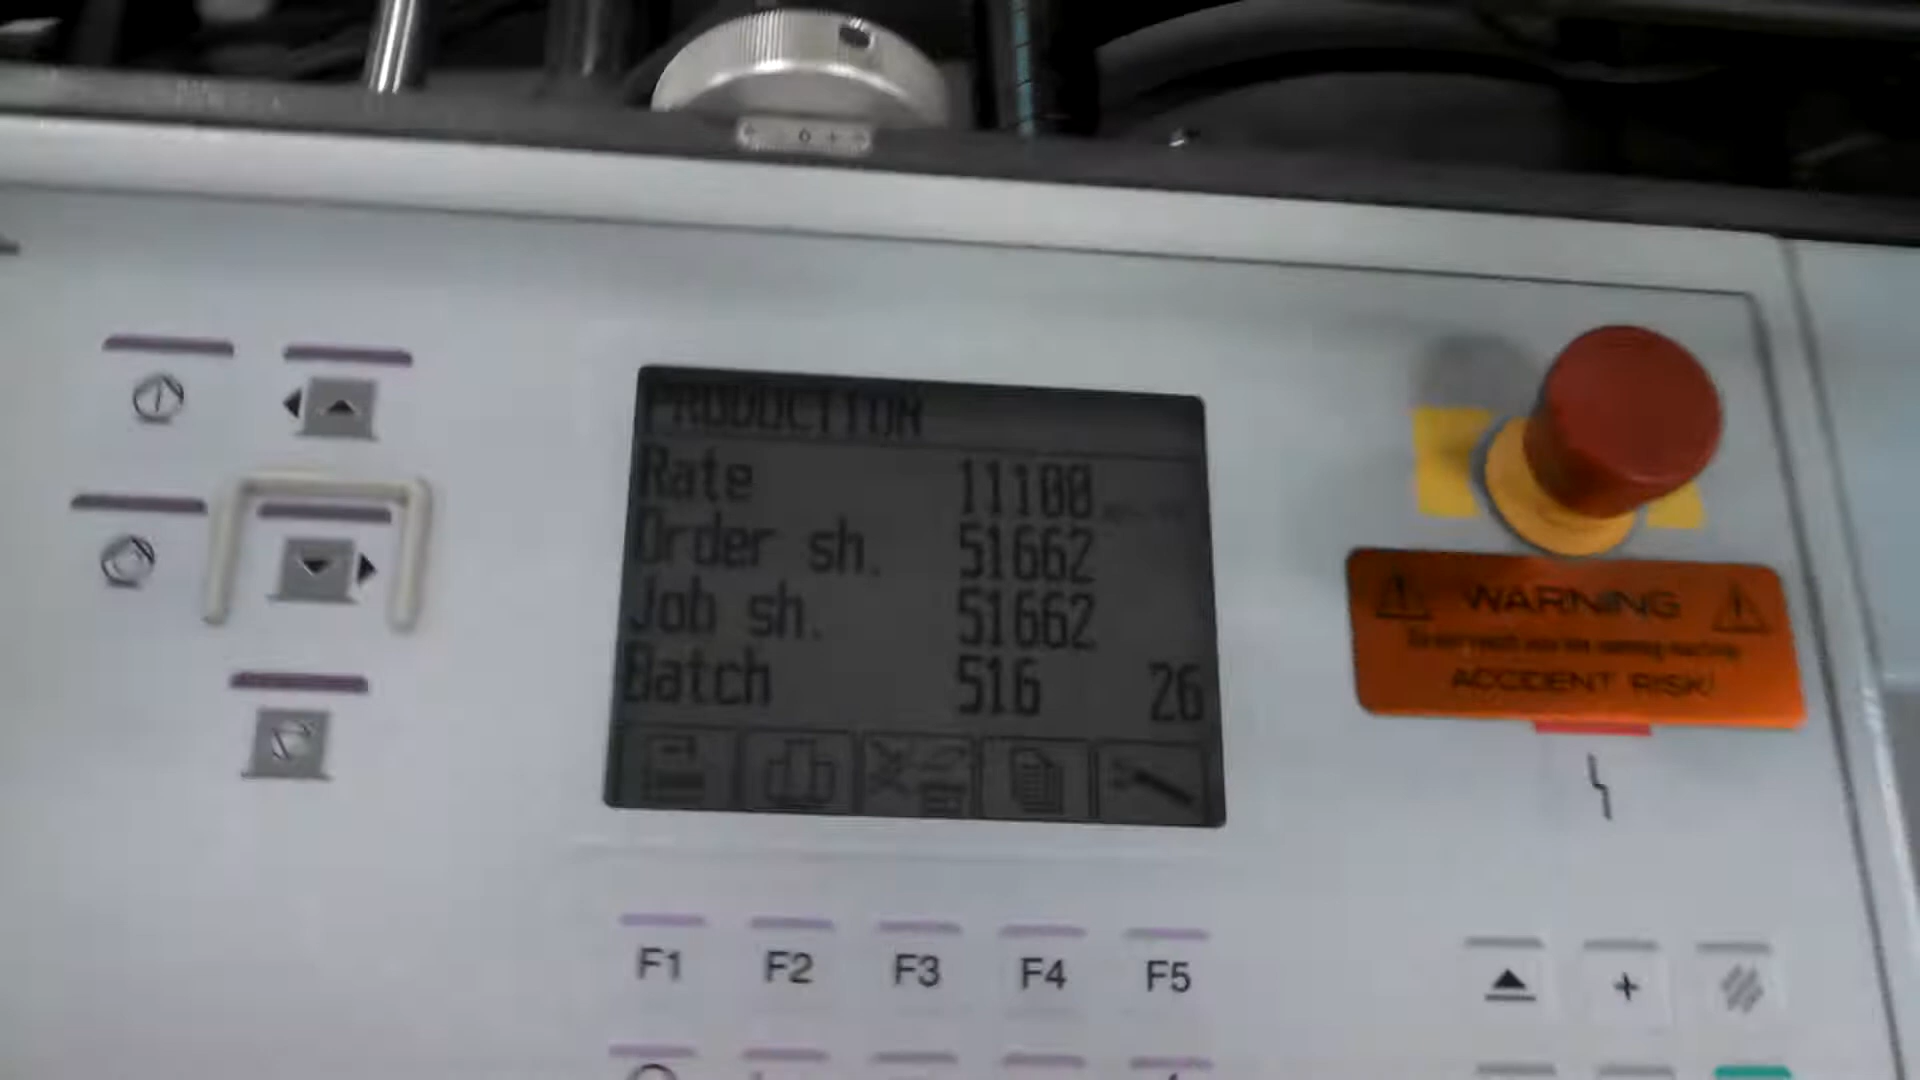 PRODUCTION
Rate 11100
Order sh. 51662
Job sh. 51662
Batch 516 26
WARNING
ACCIDENT RISK!
F1 F2 F3 F4 F5
+